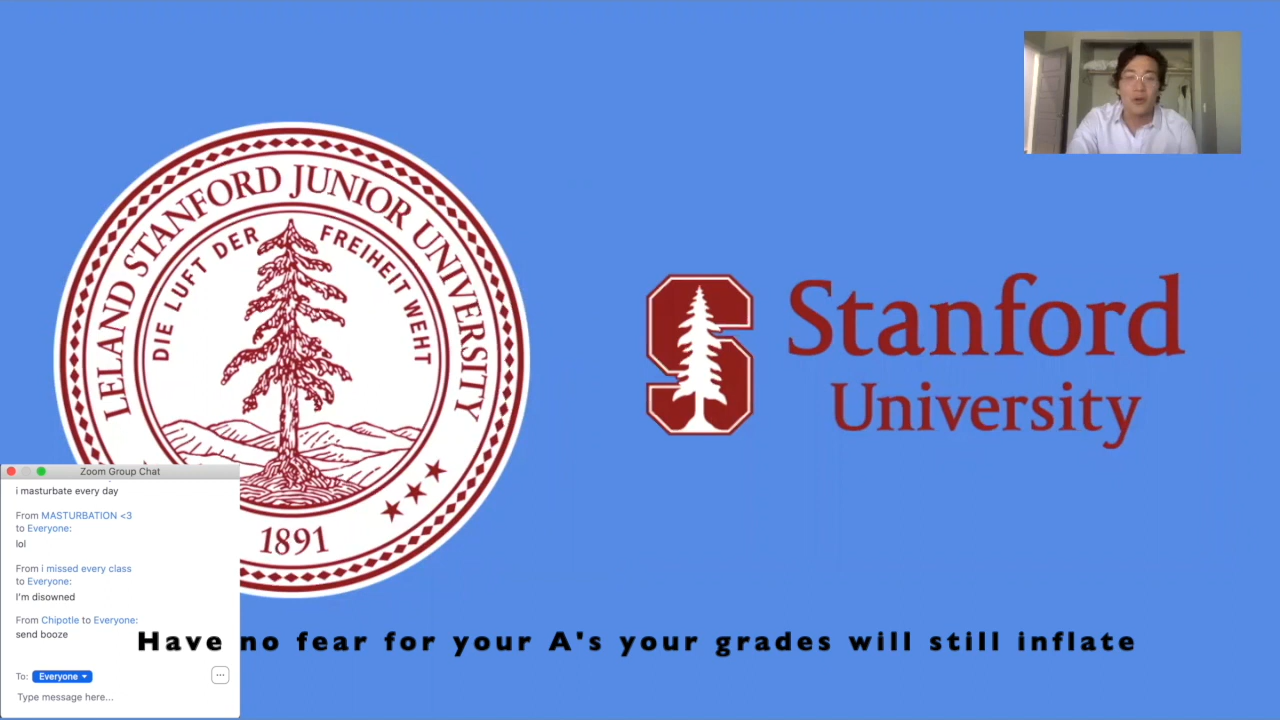 LELAND STANFORD JUNIOR UNIVERSITY
DIE LUFT DER FREIHEIT WEHT
1891
Stanford
University
Zoom Group Chat
i masturbate every day
From MASTURBATION <3
to Everyone:
lol
From i missed every class
to Everyone:
I'm disowned
From Chipotle to Everyone:
send booze
To: Everyone
Type message here...
Have no fear for your A's your grades will still inflate